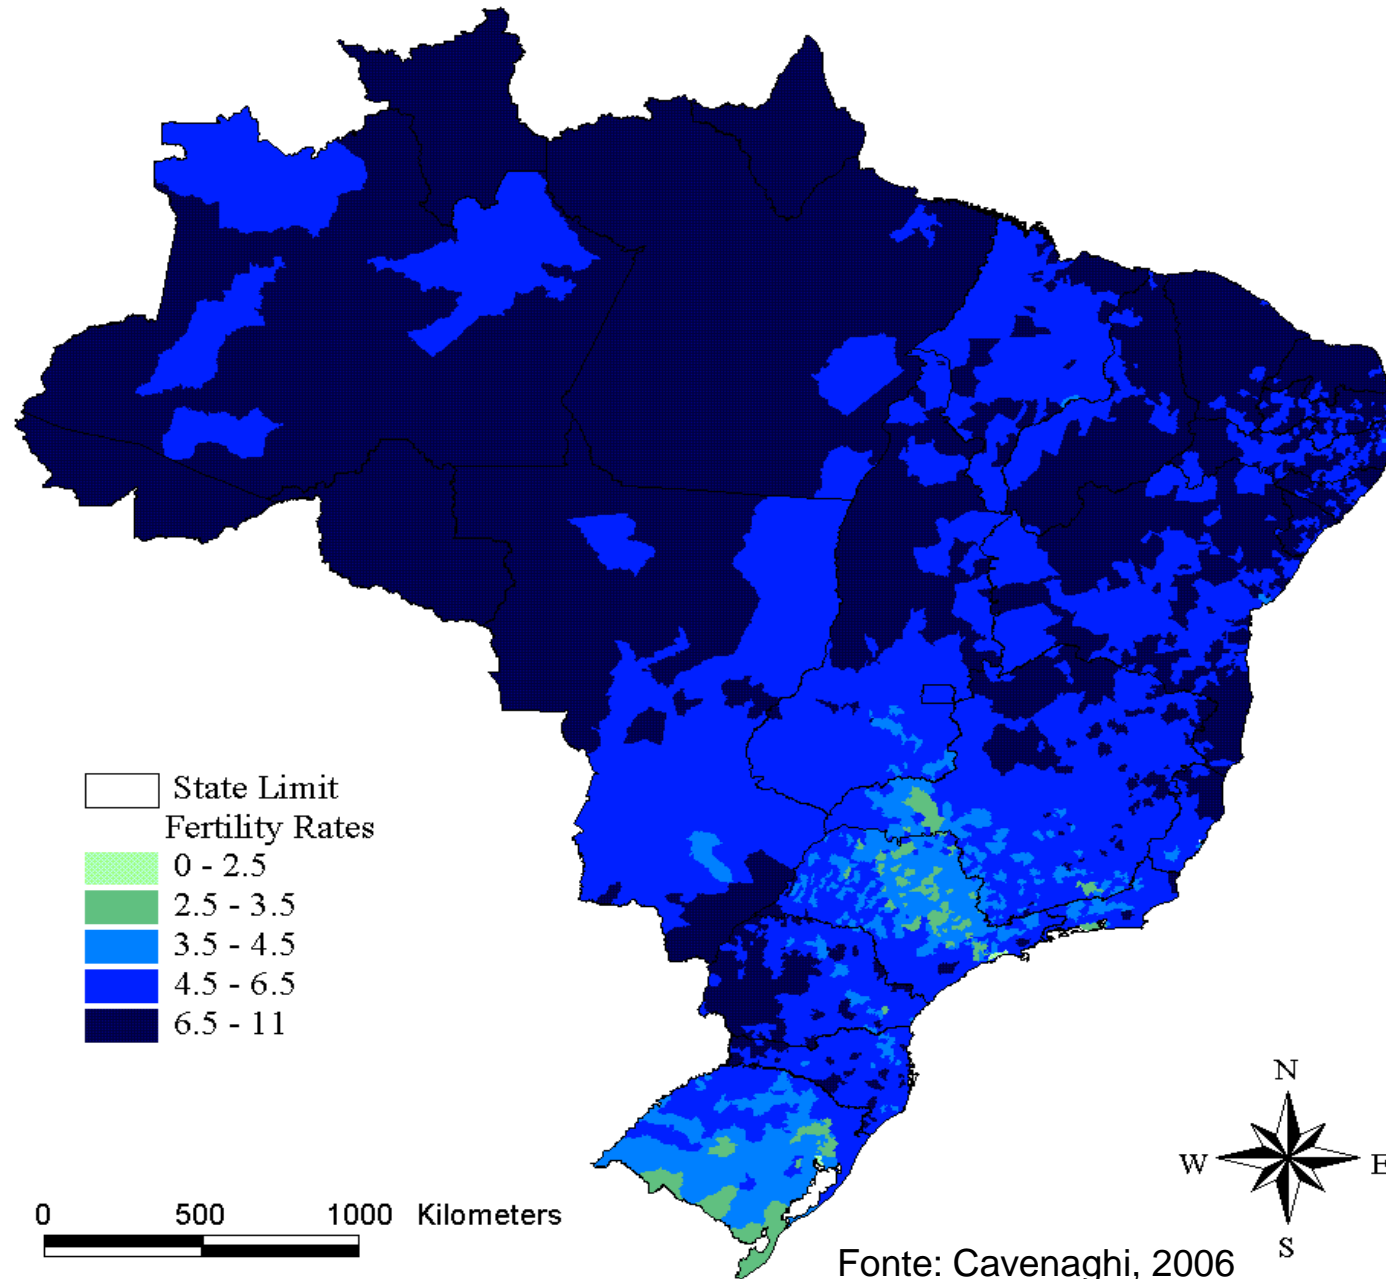 State Limit
Fertility Rates
0 - 2.5
2.5 - 3.5
3.5 - 4.5
4.5 - 6.5
6.5 - 11
N
W E
S
0 500 1000 Kilometers
Fonte: Cavenaghi, 2006